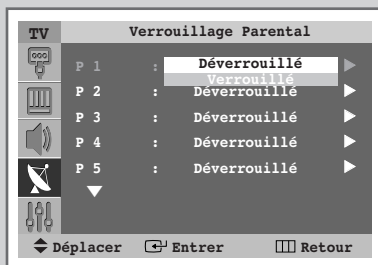 TV Verrouillage Parental
P 1 : Déverrouillé
Verrouillé
P 2 : Déverrouillé
P 3 : Déverrouillé
P 4 : Déverrouillé
P 5 : Déverrouillé
Déplacer Entrer Retour